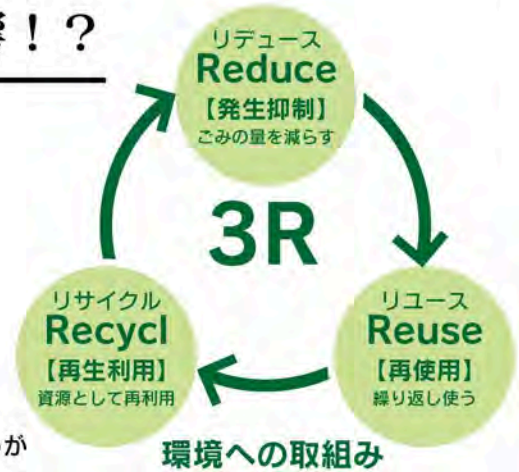 ！？
リデュース
Reduce
【発生抑制】
ごみの量を減らす
3R
リサイクル
Recycl
【再生利用】
資源として再利用
リユース
Reuse
【再使用】
繰り返し使う
が
環境への取組み